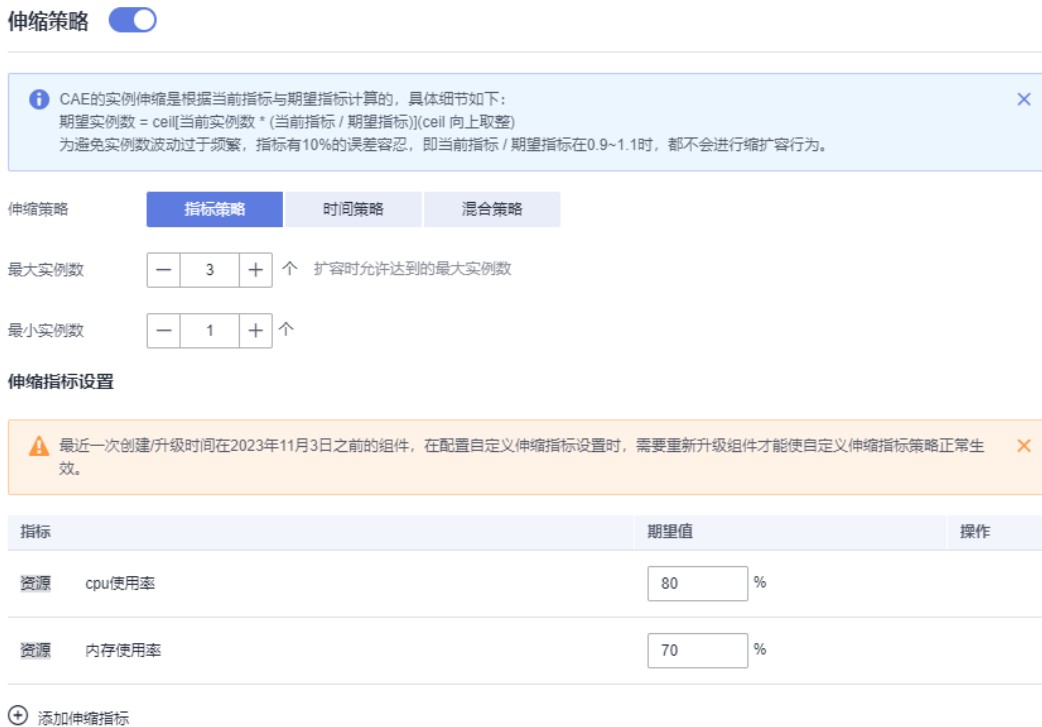 伸缩策略
CAE的实例伸缩是根据当前指标与期望指标计算的，具体细节如下：
期望实例数 = ceil[当前实例数 * (当前指标 / 期望指标)](ceil 向上取整)
为避免实例数波动过于频繁，指标有10%的误差容忍，即当前指标 / 期望指标在0.9~1.1时，都不会进行缩扩容行为。
伸缩策略 指标策略 时间策略 混合策略
最大实例数 3 个 扩容时允许达到的最大实例数
最小实例数 1 个
伸缩指标设置
最近一次创建/升级时间在2023年11月3日之前的组件，在配置自定义伸缩指标设置时，需要重新升级组件才能使自定义伸缩指标策略正常生
效。
指标 期望值 操作
资源 cpu使用率 80 %
资源 内存使用率 70 %
添加伸缩指标